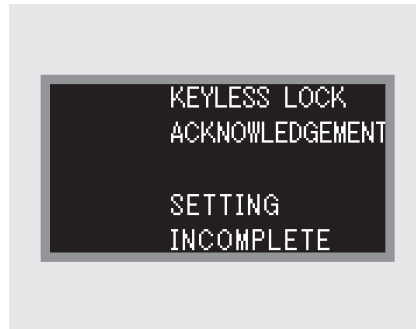 KEYLESS LOCK
ACKNOWLEDGEMENT
SETTING
INCOMPLETE